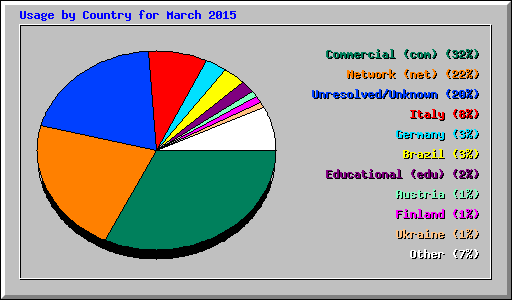 Usage by Country for March 2015
Commercial (com) (32%)
Network (net) (22%)
Unresolved/Unknown (20%)
Italy (8%)
Germany (3%)
Brazil (3%)
Educational (edu) (2%)
Austria (1%)
Finland (1%)
Ukraine (1%)
Other (7%)